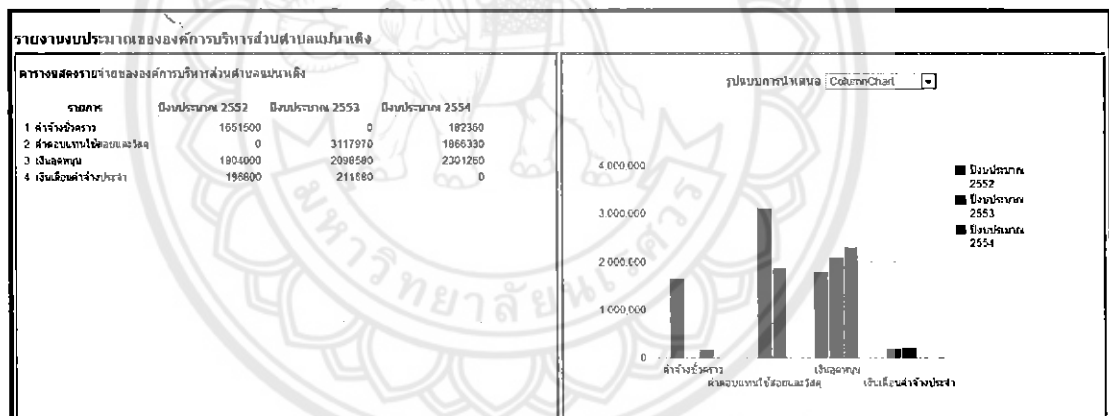 รายงานงบประมาณขององค์การบริหารส่วนตำบลแม่นาเติง
ตารางแสดงรายจ่ายขององค์การบริหารส่วนตำบลแม่นาเติง
รายการ ปีงบประมาณ 2552 ปีงบประมาณ 2553 ปีงบประมาณ 2554
1 ค่าจ้างชั่วคราว 1651500 0 182360
2 ค่าตอบแทนใช้สอยและวัสดุ 0 3117970 1866330
3 เงินอุดหนุน 2098580 2301260
4 เงินเดือนค่าจ้างประจำ 0
รูปแบบการนำเสนอ ColumnChart
4,000,000
3,000,000
2,000,000
1,000,000
0
ค่าจ้างชั่วคราว
ค่าตอบแทนใช้สอยและวัสดุ
เงินอุดหนุน
เงินเดือนค่าจ้างประจำ
ปีงบประมาณ
2552
ปีงบประมาณ
2553
ปีงบประมาณ
2554
มหาวิทยาลัยนเรศวร